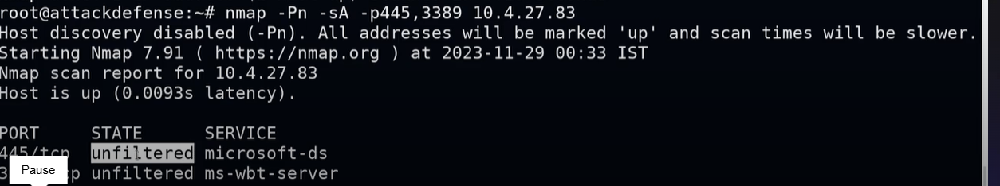 root@attackdefense:~# nmap -Pn -sA -p445,3389 10.4.27.83
Host discovery disabled (-Pn). All addresses will be marked 'up' and scan times will be slower.
Starting Nmap 7.91 ( https://nmap.org ) at 2023-11-29 00:33 IST
Nmap scan report for 10.4.27.83
Host is up (0.0093s latency).
PORT STATE SERVICE
445/tcp unfiltered microsoft-ds
unfiltered ms-wbt-server
Pause